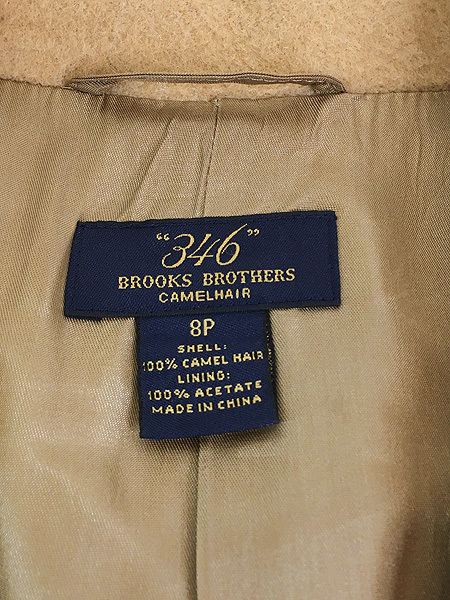 "346"
BROOKS BROTHERS
CAMELHAIR
8P
SHELL:
100% CAMEL HAIR
LINING:
100% ACETATE
MADE IN CHINA